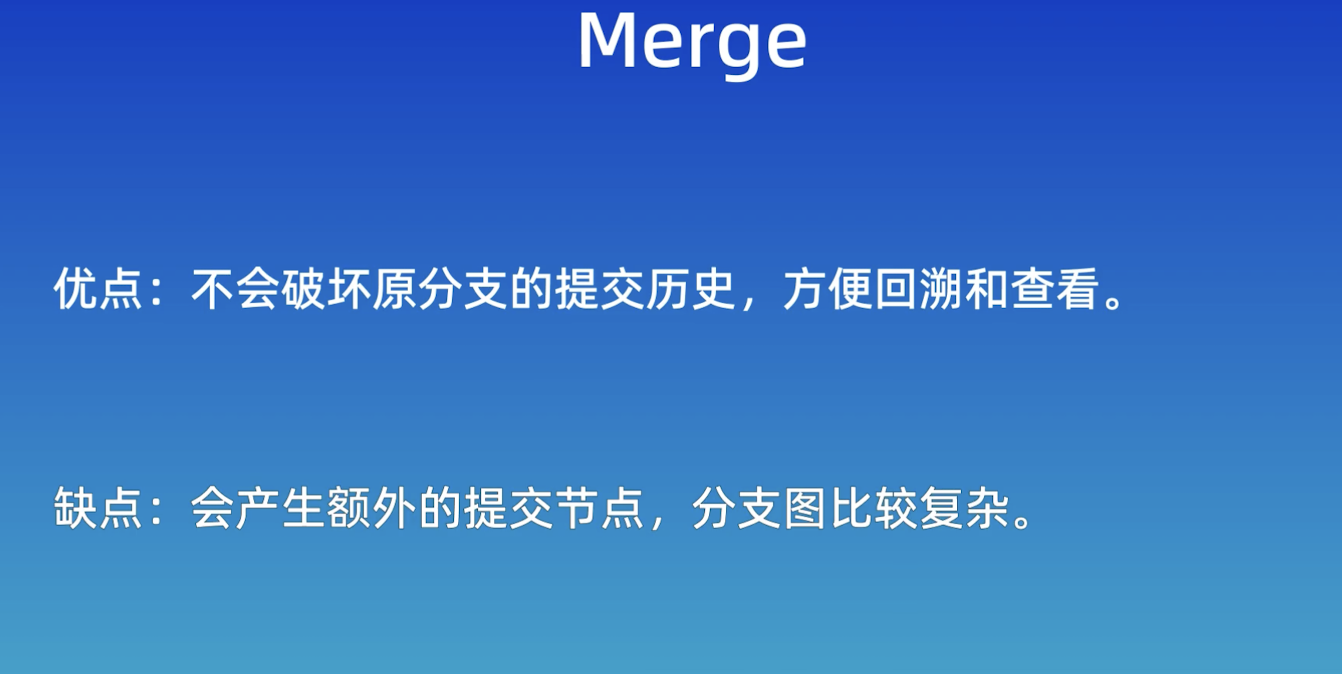 Merge
优点：不会破坏原分支的提交历史，方便回溯和查看。
缺点：会产生额外的提交节点，分支图比较复杂。